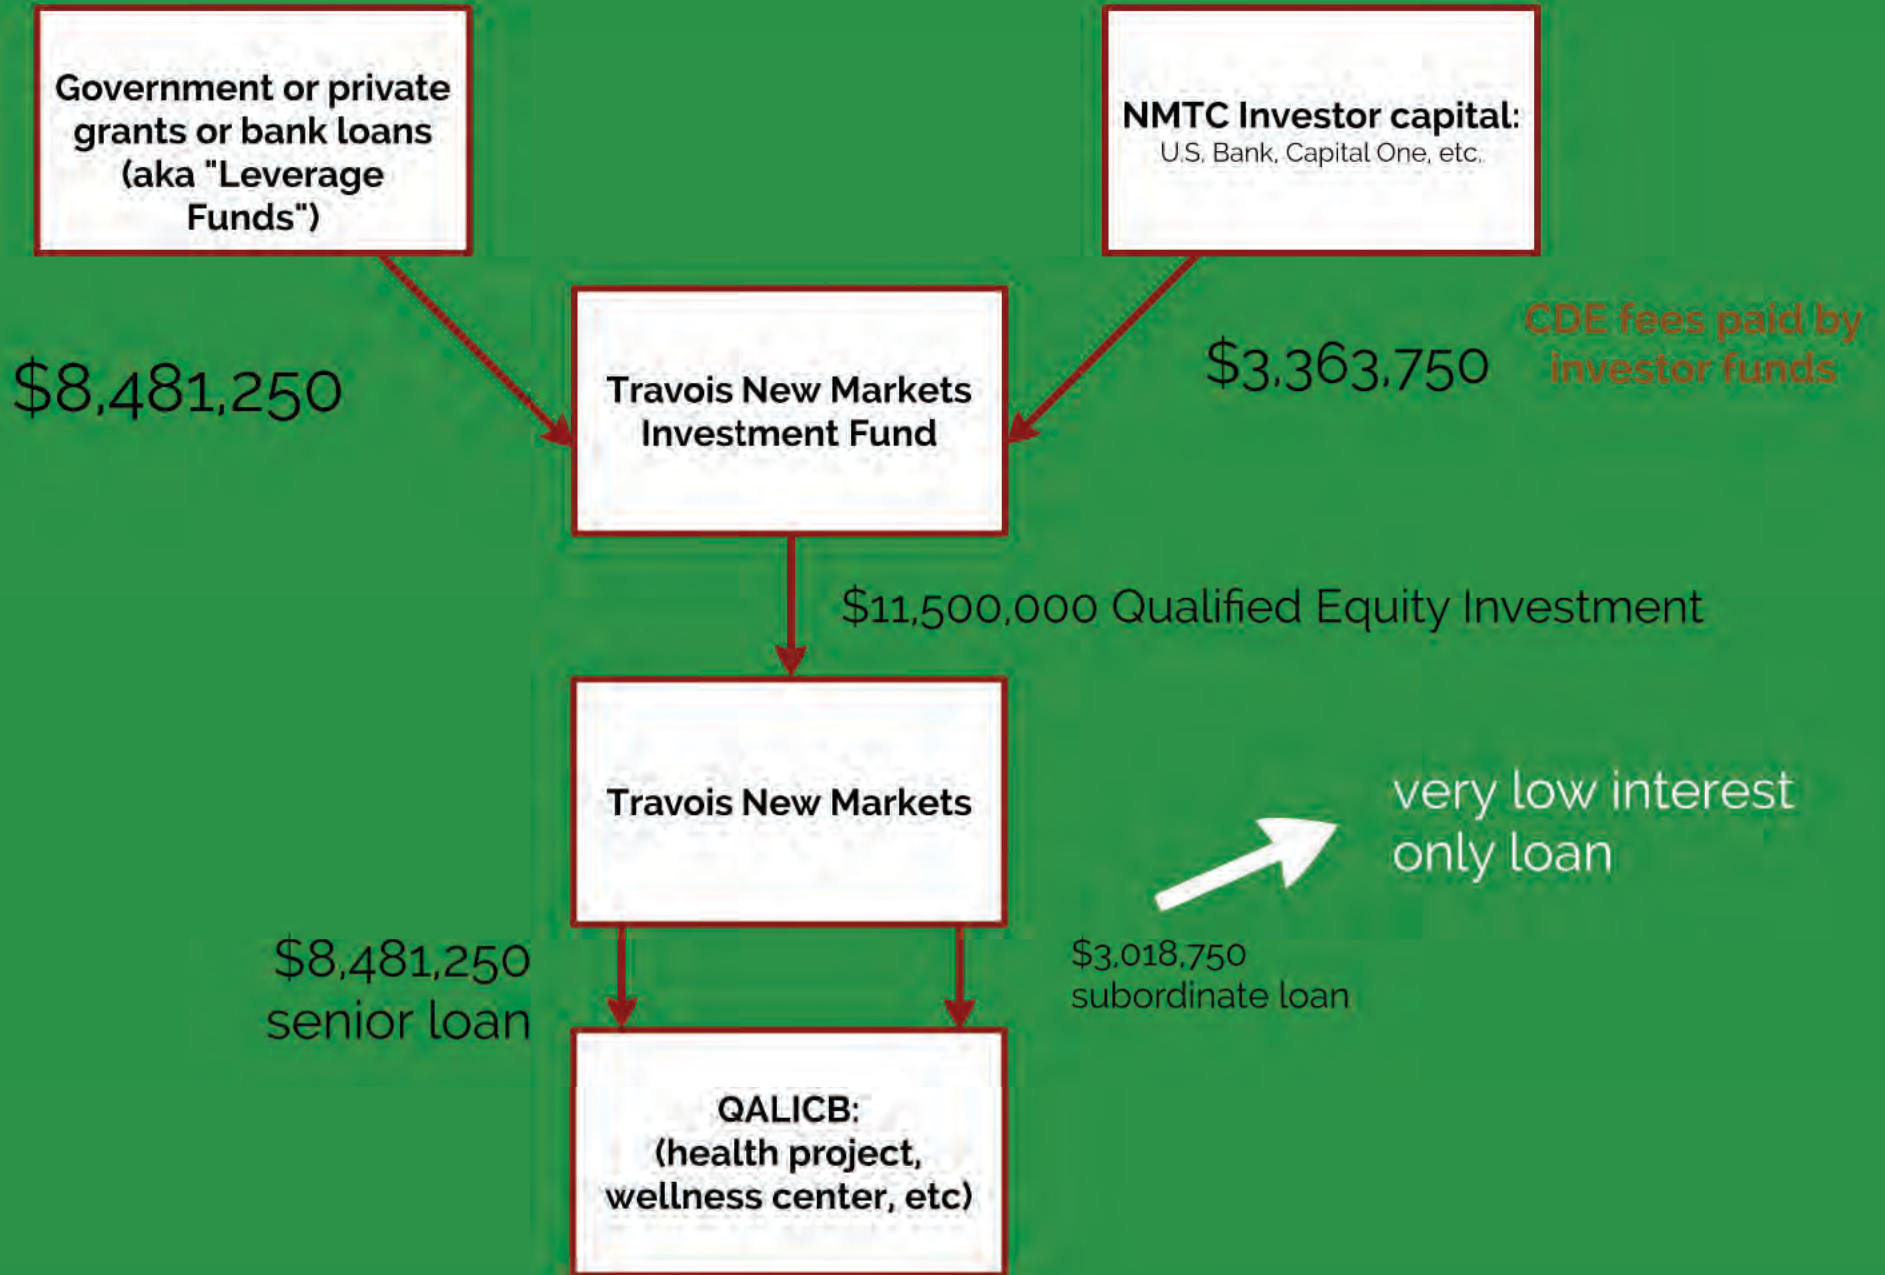 Government or private
grants or bank loans
(aka "Leverage
Funds")
NMTC Investor capital:
U.S. Bank, Capital One, etc.
$8,481,250
Travois New Markets
Investment Fund
$3,363,750
CDE fees paid by
investor funds
$11,500,000 Qualified Equity Investment
Travois New Markets
very low interest
only loan
$8,481,250
senior loan
$3,018,750
subordinate loan
QALICB:
(health project,
wellness center, etc)